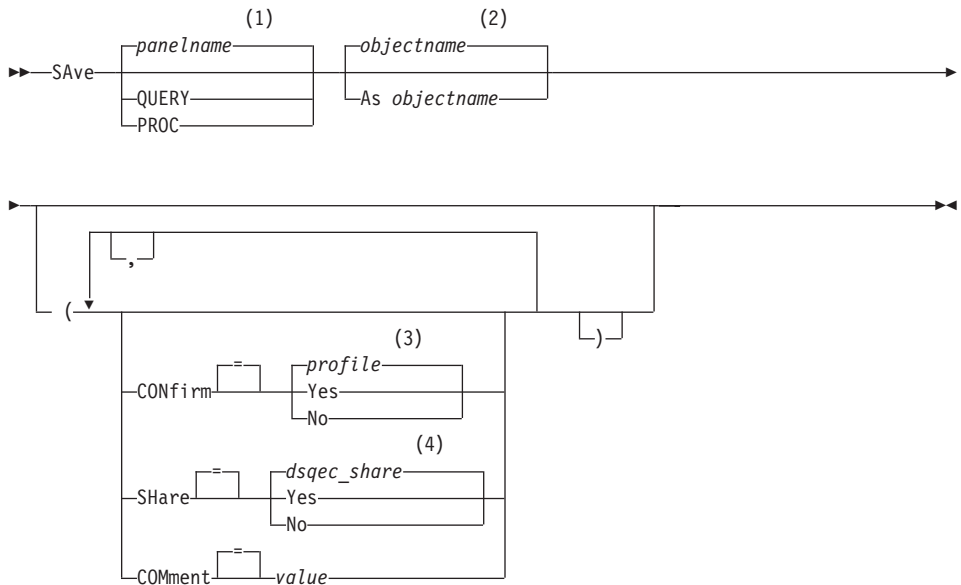 (1) (2)
panelname objectname
SAve
QUERY As objectname
PROC
,
(
)
(3)
= profile
CONfirm Yes
No
(4)
= dsqec_share
SHare Yes
No
=
COMment value